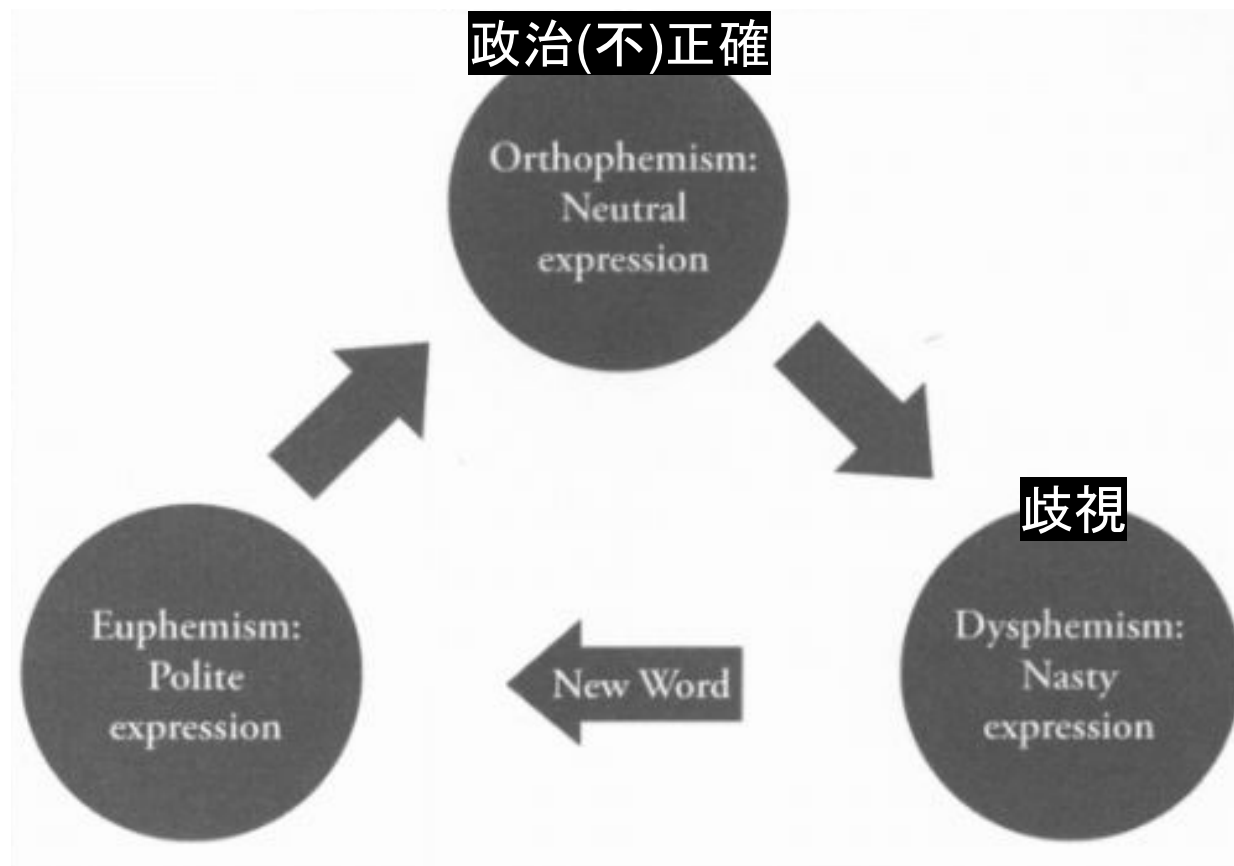 政治(不)正確
Orthophemism:
Neutral
expression
歧視
Euphemism:
Polite
expression
New Word
Dysphemism:
Nasty
expression